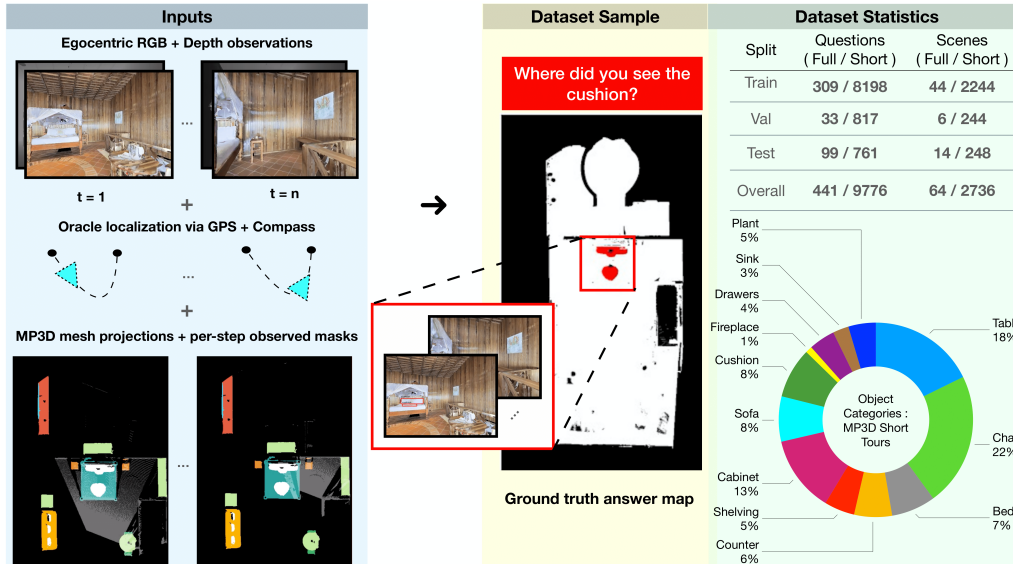 Inputs
Egocentric RGB + Depth observations
...
t = 1
t = n
+
Oracle localization via GPS + Compass
...
+
MP3D mesh projections + per-step observed masks
...
Dataset Sample
Where did you see the
cushion?
...
Ground truth answer map
Dataset Statistics
Split
Questions
( Full / Short )
Scenes
( Full / Short )
Train
309 / 8198
44 / 2244
Val
33 / 817
6 / 244
Test
99 / 761
14 / 248
Overall
441 / 9776
64 / 2736
Plant
5%
Sink
3%
Drawers
4%
Fireplace
1%
Cushion
8%
Sofa
8%
Cabinet
13%
Shelving
5%
Counter
6%
Tabl
18%
Cha
22%
Bed
7%
Object
Categories :
MP3D Short
Tours